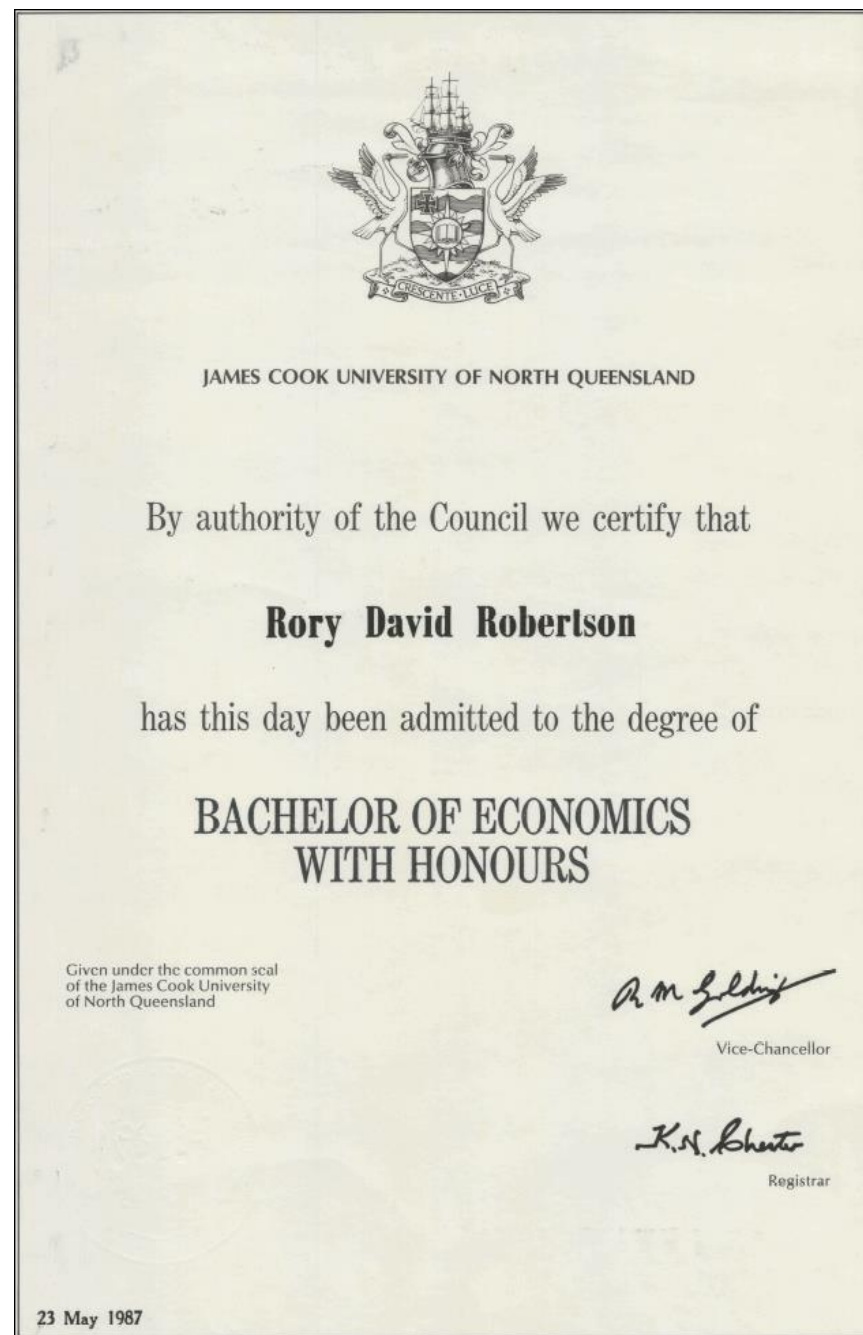 CRESCENTE·LUCE
JAMES COOK UNIVERSITY OF NORTH QUEENSLAND
By authority of the Council we certify that
Rory David Robertson
has this day been admitted to the degree of
BACHELOR OF ECONOMICS
WITH HONOURS
Given under the common seal
of the James Cook University
of North Queensland
R M Golding
Vice-Chancellor
K.N. Chester
Registrar
23 May 1987